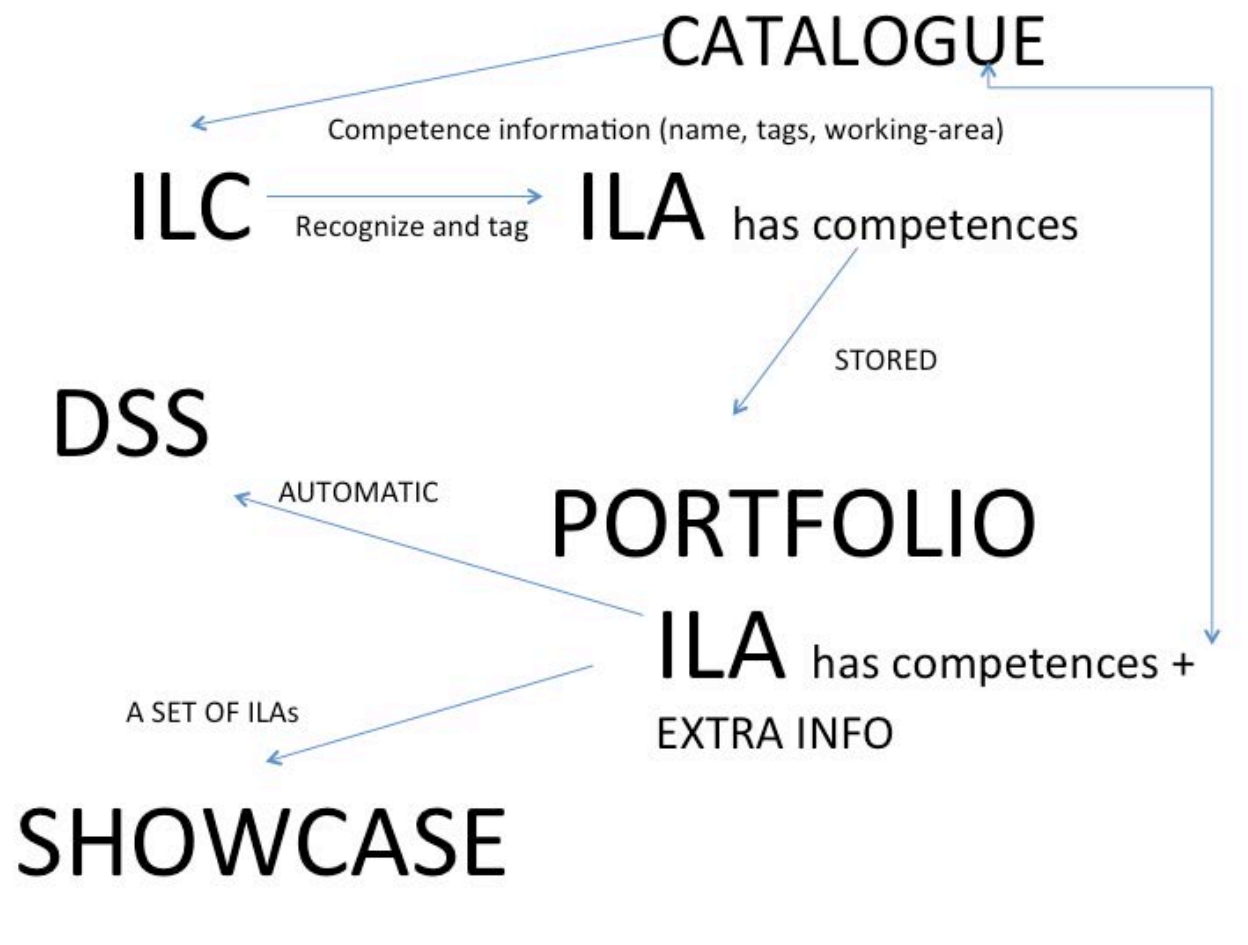 CATALOGUE
Competence information (name, tags, working-area)
ILC
Recognize and tag
ILA has competences
STORED
DSS
AUTOMATIC
PORTFOLIO
ILA has competences +
EXTRA INFO
A SET OF ILAs
SHOWCASE